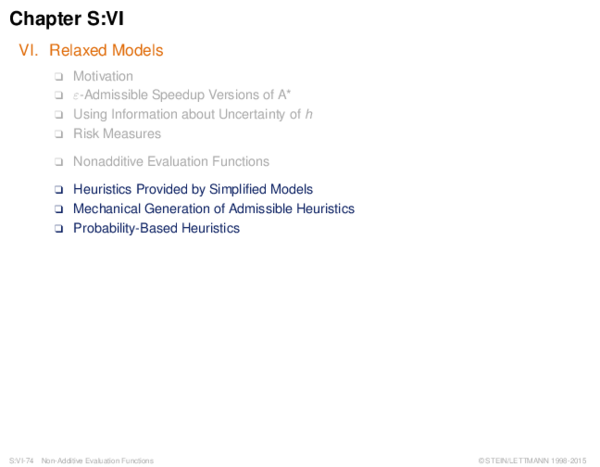 Chapter S:VI
VI. Relaxed Models
❑ Motivation
❑ ε-Admissible Speedup Versions of A*
❑ Using Information about Uncertainty of h
❑ Risk Measures
❑ Nonadditive Evaluation Functions
❑ Heuristics Provided by Simplified Models
❑ Mechanical Generation of Admissible Heuristics
❑ Probability-Based Heuristics
S:VI-74 Non-Additive Evaluation Functions ©STEIN/LETTMANN 1998-2015